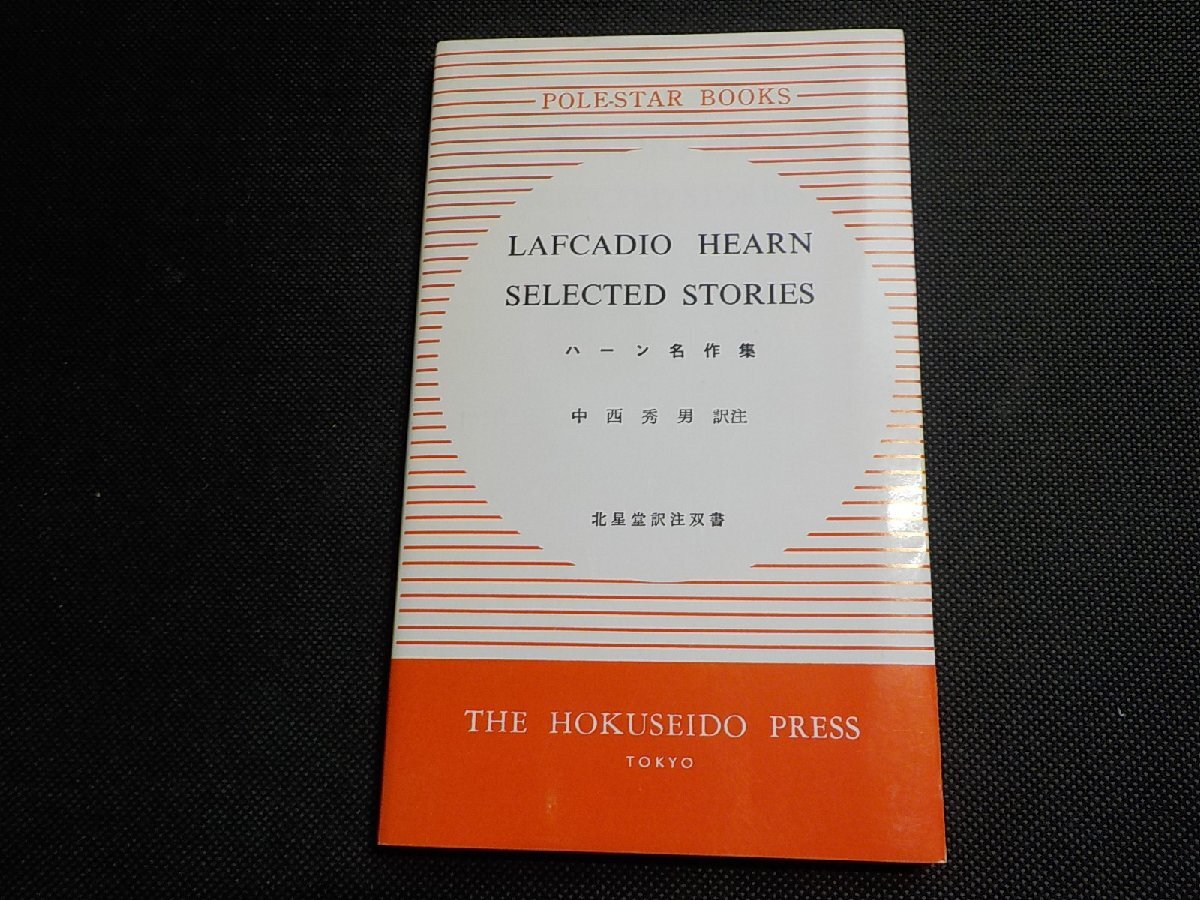 POLE-STAR BOOKS
LAFCADIO HEARN
SELECTED STORIES
ハーン名作集
中西秀男 訳注
北星堂訳注双書
THE HOKUSEIDO PRESS
TOKYO